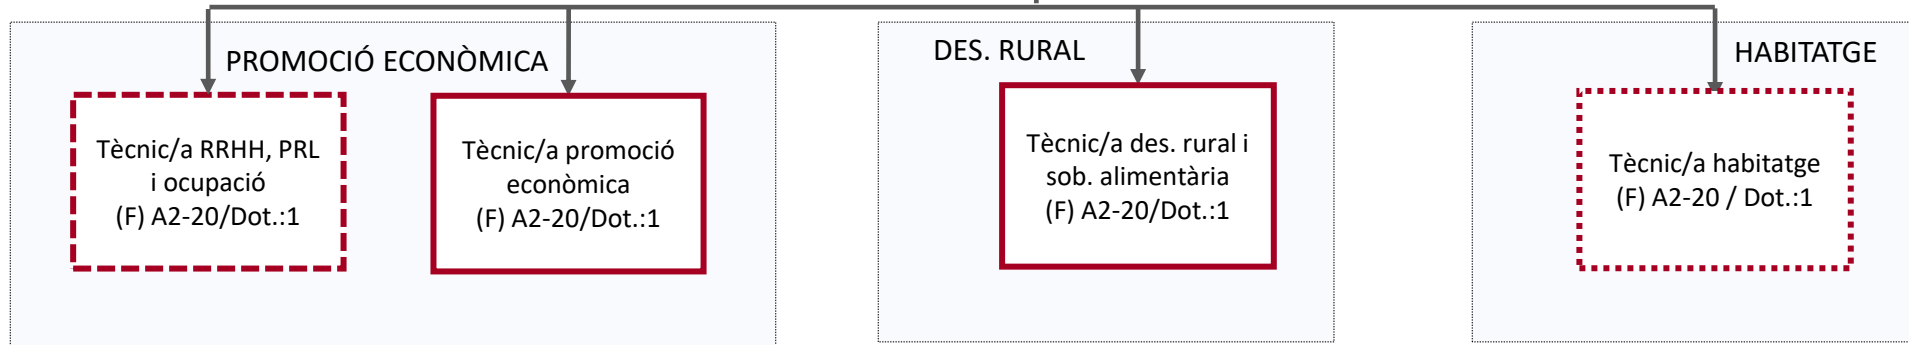 PROMOCIÓ ECONÒMICA
Tècnic/a RRHH, PRL
i ocupació
(F) A2-20/Dot.:1
Tècnic/a promoció
econòmica
(F) A2-20/Dot.:1
DES. RURAL
Tècnic/a des. rural i
sob. alimentària
(F) A2-20/Dot.:1
HABITATGE
Tècnic/a habitatge
(F) A2-20 / Dot.:1